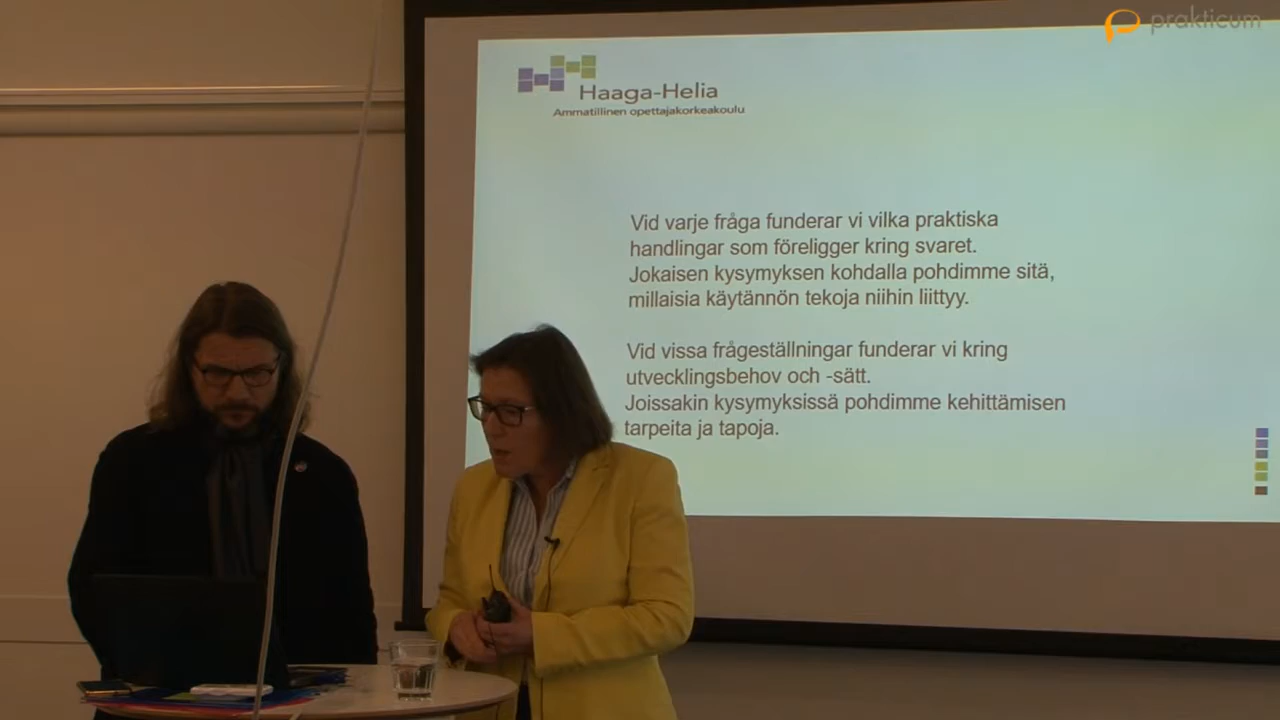 prakticum
Haaga-Helia
Ammatillinen opettajakorkeakoulu
Vid varje fråga funderar vi vilka praktiska
handlingar som föreligger kring svaret.
Jokaisen kysymyksen kohdalla pohdimme sitä,
millaisia käytännön tekoja niihin liittyy.
Vid vissa frågeställningar funderar vi kring
utvecklingsbehov och -sätt.
Joissakin kysymyksissä pohdimme kehittämisen
tarpeita ja tapoja.